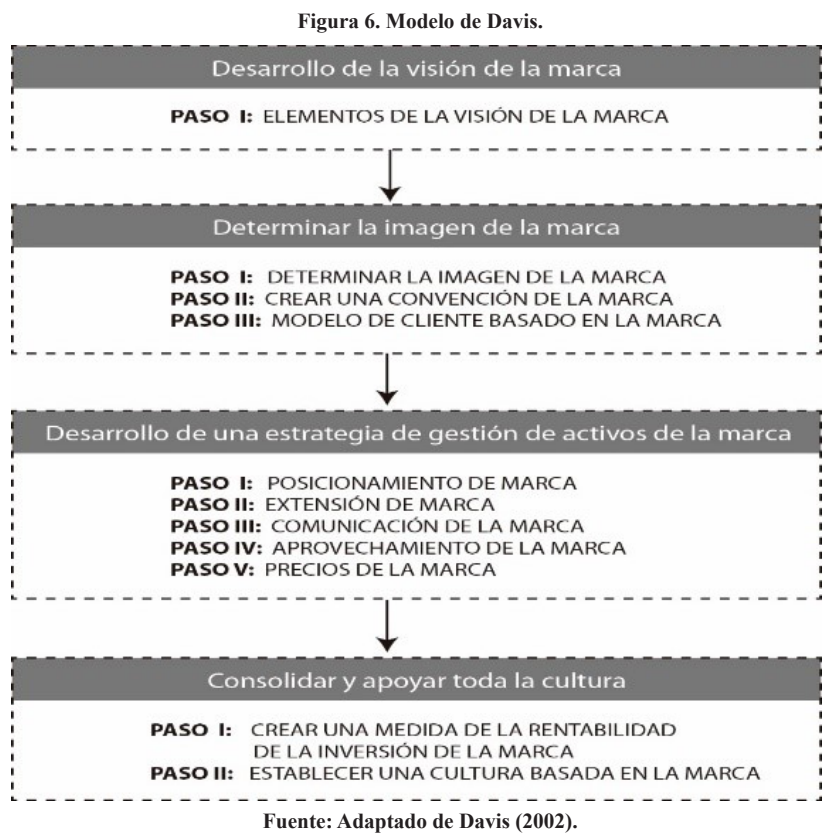 Figura 6. Modelo de Davis.
Desarrollo de la visión de la marca
PASO I: ELEMENTOS DE LA VISIÓN DE LA MARCA
Determinar la imagen de la marca
PASO I: DETERMINAR LA IMAGEN DE LA MARCA
PASO II: CREAR UNA CONVENCIÓN DE LA MARCA
PASO III: MODELO DE CLIENTE BASADO EN LA MARCA
Desarrollo de una estrategia de gestión de activos de la marca
PASO I: POSICIONAMIENTO DE MARCA
PASO II: EXTENSIÓN DE MARCA
PASO III: COMUNICACIÓN DE LA MARCA
PASO IV: APROVECHAMIENTO DE LA MARCA
PASO V: PRECIOS DE LA MARCA
Consolidar y apoyar toda la cultura
PASO I: CREAR UNA MEDIDA DE LA RENTABILIDAD
DE LA INVERSIÓN DE LA MARCA
PASO II: ESTABLECER UNA CULTURA BASADA EN LA MARCA
Fuente: Adaptado de Davis (2002).